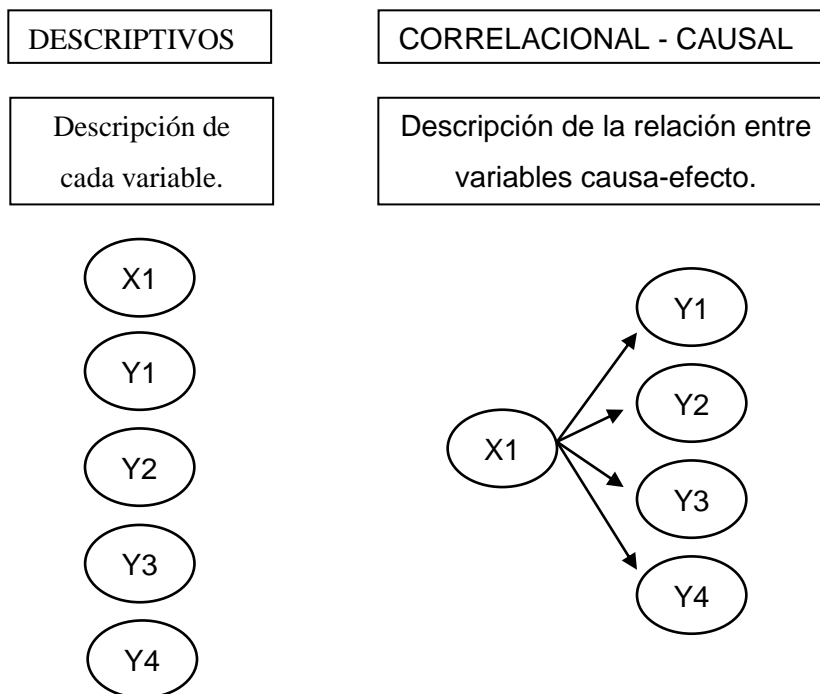 DESCRIPTIVOS
Descripción de
cada variable.
X1
Y1
Y2
Y3
Y4
CORRELACIONAL - CAUSAL
Descripción de la relación entre
variables causa-efecto.
X1
Y1
Y2
Y3
Y4